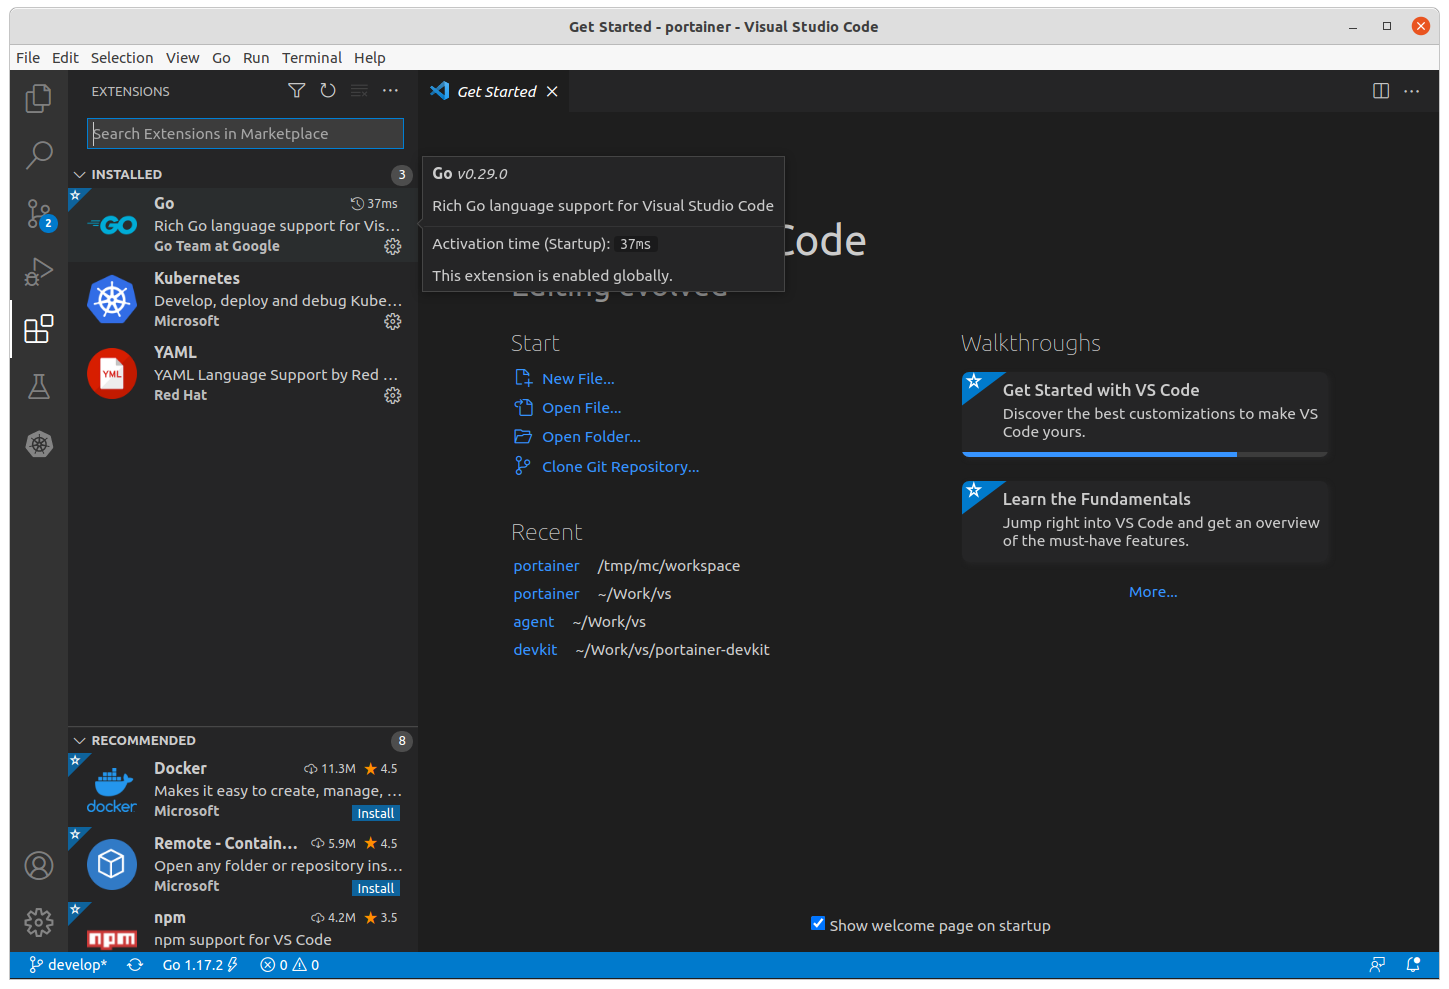 Get Started - portainer - Visual Studio Code
File Edit Selection View Go Run Terminal Help
EXTENSIONS
Get Started
Search Extensions in Marketplace
INSTALLED 3
Go 37ms
Rich Go language support for Vis...
Go Team at Google
Kubernetes
Develop, deploy and debug Kube...
Microsoft
YML
YAML
YAML Language Support by Red ...
Red Hat
2
Go v0.29.0
Rich Go language support for Visual Studio Code
Activation time (Startup): 37ms
This extension is enabled globally.
Code
Editing evolved
Start
New File...
Open File...
Open Folder...
Clone Git Repository...
Recent
portainer /tmp/mc/workspace
portainer ~/Work/vs
agent ~/Work/vs
devkit ~/Work/vs/portainer-devkit
Walkthroughs
Get Started with VS Code
Discover the best customizations to make VS
Code yours.
Learn the Fundamentals
Jump right into VS Code and get an overview
of the must-have features.
More...
RECOMMENDED 8
docker
Docker 11.3M 4.5
Makes it easy to create, manage, ...
Microsoft Install
Remote - Contain... 5.9M 4.5
Open any folder or repository ins...
Microsoft Install
npm
npm 4.2M 3.5
npm support for VS Code
Show welcome page on startup
develop* Go 1.17.2 0 0